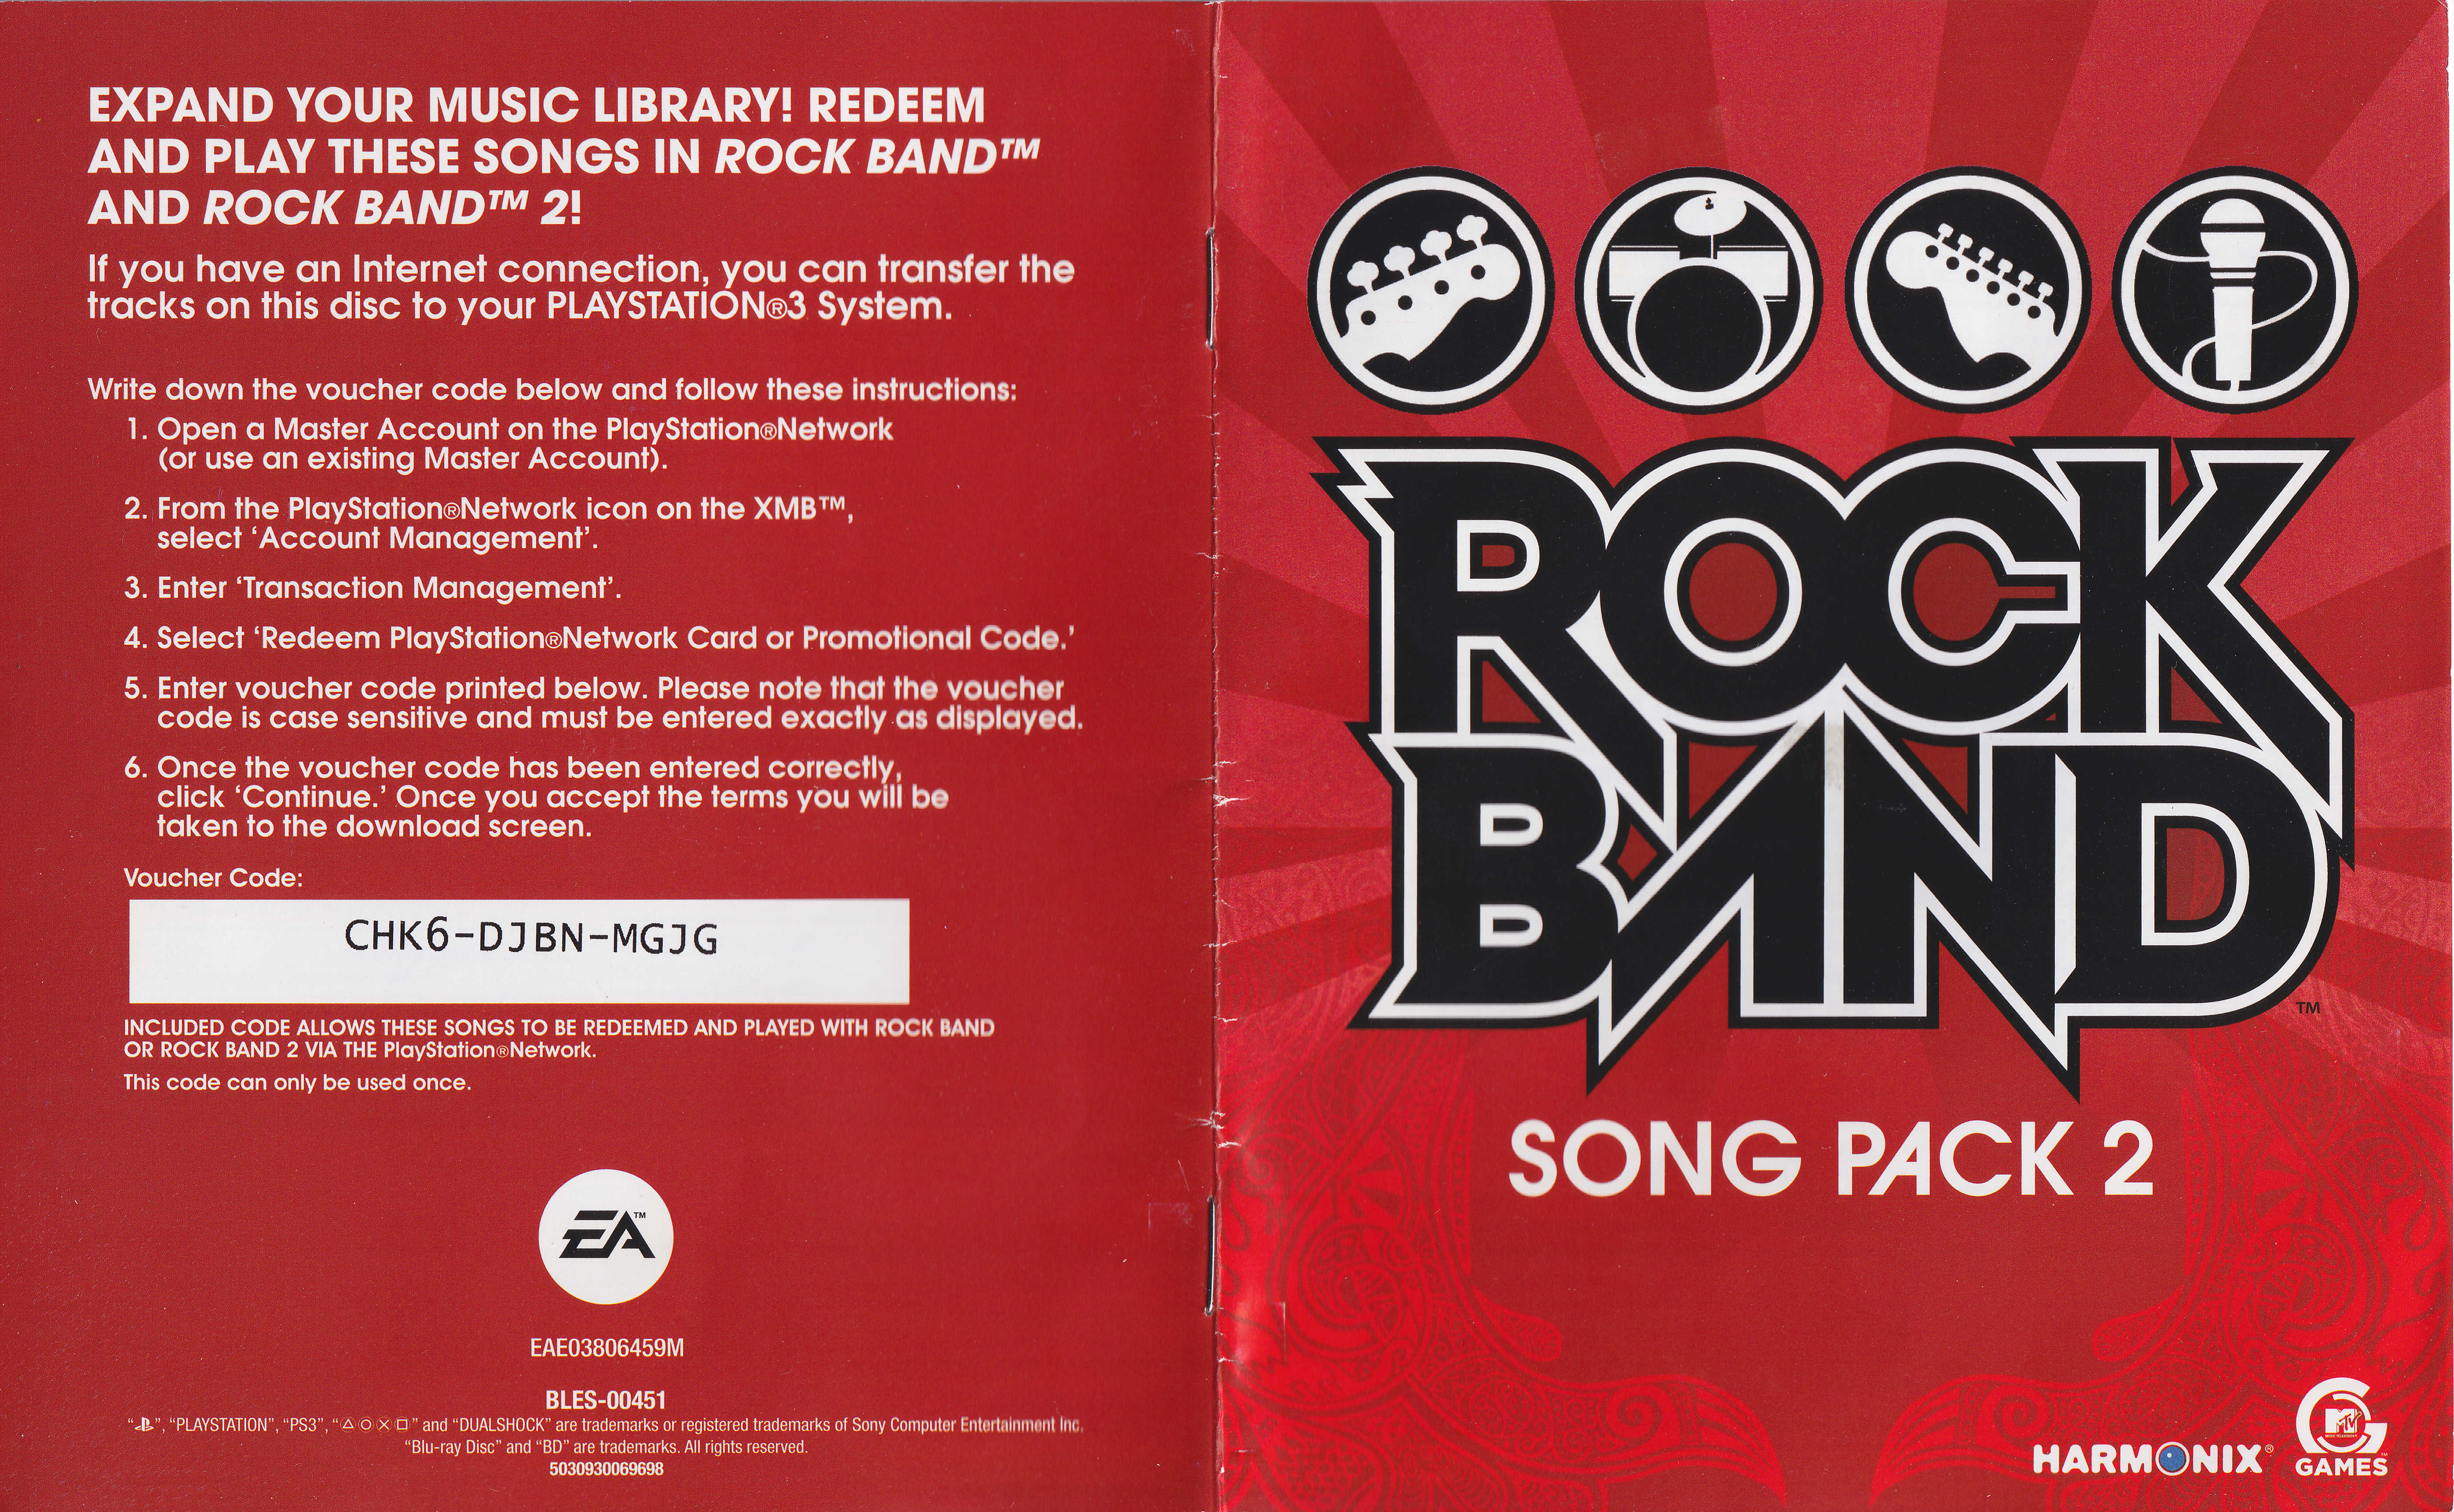 EXPAND YOUR MUSIC LIBRARY! REDEEM
AND PLAY THESE SONGS IN ROCK BAND™
AND ROCK BAND™ 2!
If you have an Internet connection, you can transfer the
tracks on this disc to your PLAYSTATION®3 System.
Write down the voucher code below and follow these instructions:
1. Open a Master Account on the PlayStation®Network
(or use an existing Master Account).
2. From the PlayStation®Network icon on the XMB™,
select ‘Account Management’.
3. Enter ‘Transaction Management’.
4. Select ‘Redeem PlayStation®Network Card or Promotional Code.’
5. Enter voucher code printed below. Please note that the voucher
code is case sensitive and must be entered exactly as displayed.
6. Once the voucher code has been entered correctly,
click ‘Continue.’ Once you accept the terms you will be
taken to the download screen.
Voucher Code:
CHK6-DJBN-MGJG
INCLUDED CODE ALLOWS THESE SONGS TO BE REDEEMED AND PLAYED WITH ROCK BAND
OR ROCK BAND 2 VIA THE PlayStation®Network.
This code can only be used once.
EA™
EAE03806459M
BLES-00451
“PS”, “PLAYSTATION”, “PS3”, “△○✕□” and “DUALSHOCK” are trademarks or registered trademarks of Sony Computer Entertainment Inc.
“Blu-ray Disc” and “BD” are trademarks. All rights reserved.
5030930069698
ROCK
BAND™
SONG PACK 2
HARMONIX®
MTV
MUSIC TELEVISION
GAMES™